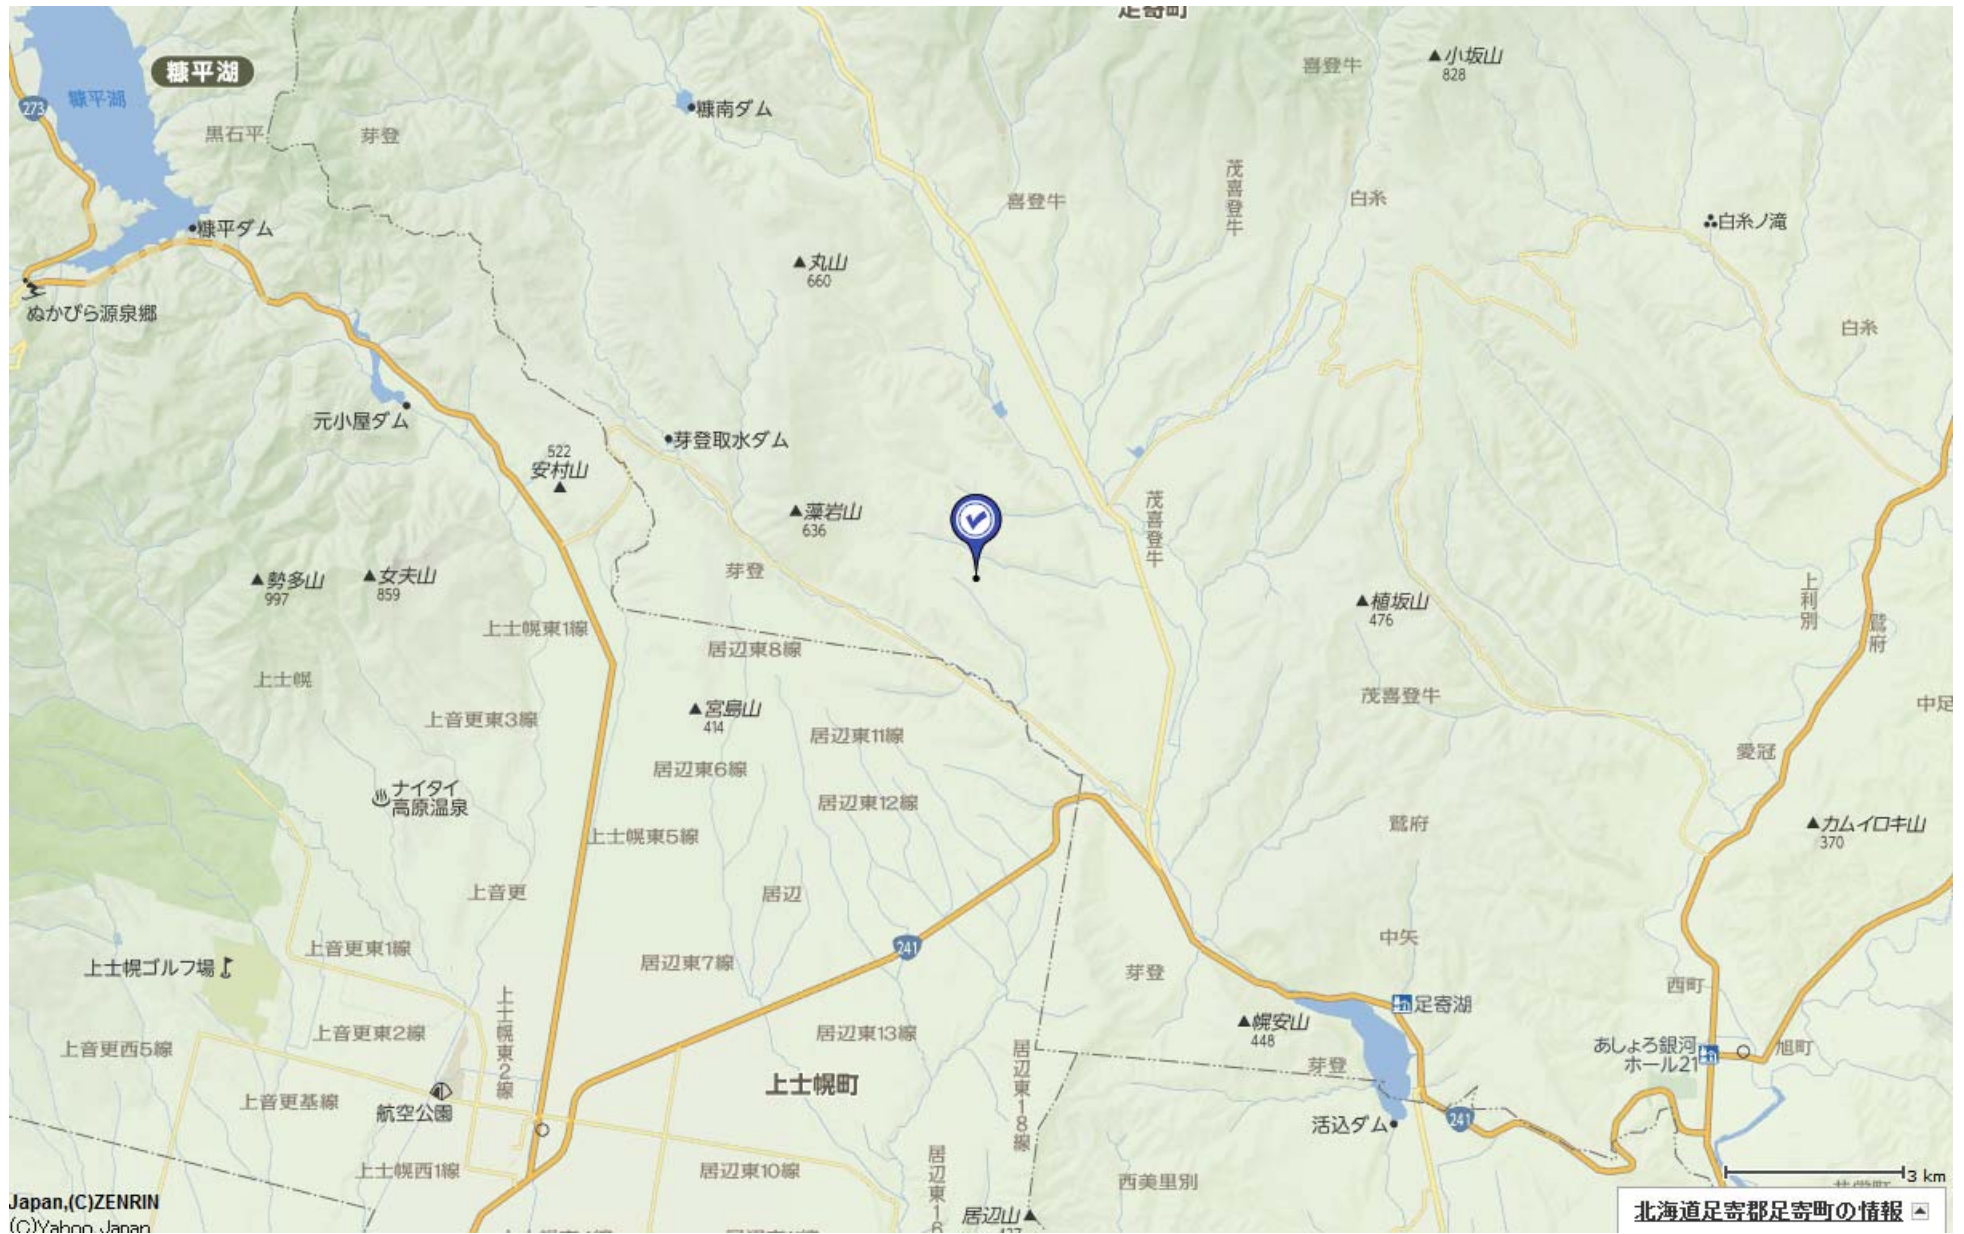 足寄町
糠平湖
糠平湖
273
黒石平
芽登
糠南ダム
喜登牛
小坂山
828
喜登牛
茂喜登牛
白糸
白糸ノ滝
糠平ダム
丸山
660
ぬかびら源泉郷
白糸
元小屋ダム
芽登取水ダム
522
安村山
藻岩山
636
茂喜登牛
勢多山
997
女夫山
859
芽登
植坂山
476
上利別
鷲府
上士幌東1線
居辺東8線
上士幌
茂喜登牛
中足
上音更東3線
宮島山
414
居辺東11線
愛冠
居辺東6線
ナイタイ
高原温泉
居辺東12線
鷲府
カムイロキ山
370
上士幌東5線
上音更
居辺
中矢
上音更東1線
241
居辺東7線
芽登
上士幌ゴルフ場
西町
足寄湖
上士幌東2線
上音更東2線
居辺東13線
幌安山
448
上音更西5線
居辺東18線
あしょろ銀河
ホール21
旭町
芽登
上士幌町
上音更基線
航空公園
活込ダム
241
上士幌西1線
居辺東10線
居辺東16
西美里別
3 km
Japan,(C)ZENRIN
(C)Yahoo Japan
居辺山
北海道足寄郡足寄町の情報